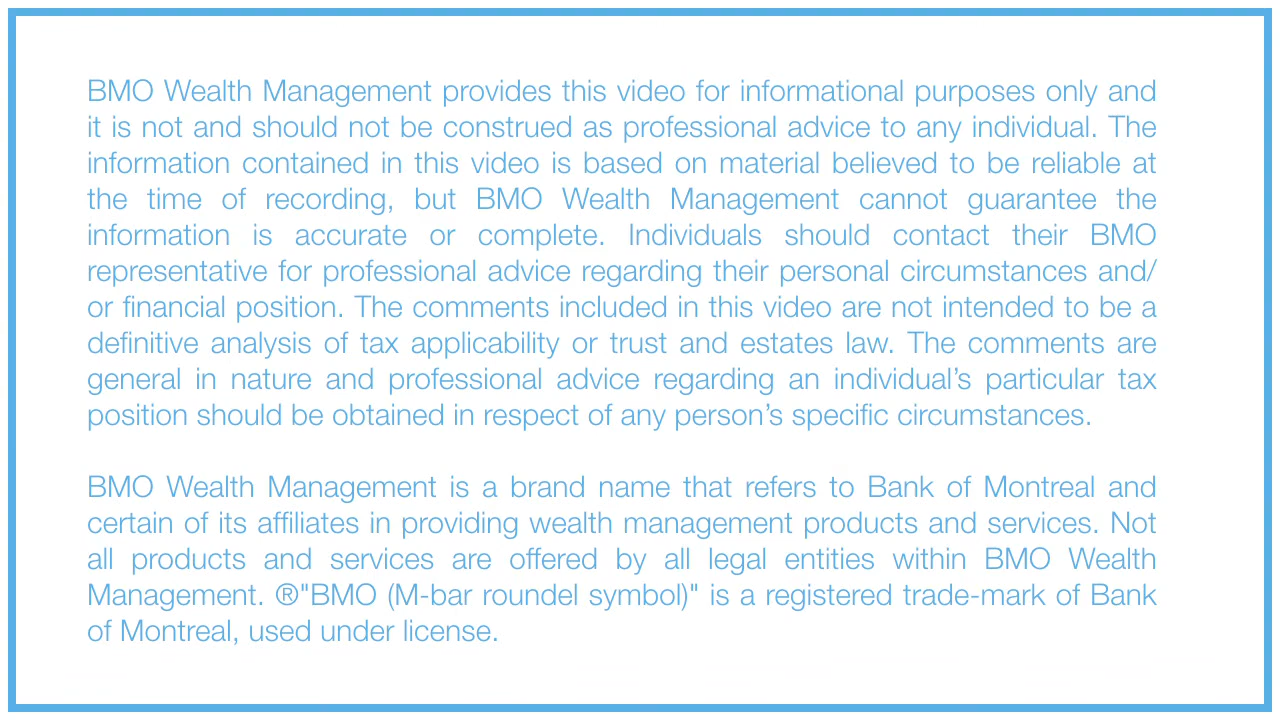 BMO Wealth Management provides this video for informational purposes only and
it is not and should not be construed as professional advice to any individual. The
information contained in this video is based on material believed to be reliable at
the time of recording, but BMO Wealth Management cannot guarantee the
information is accurate or complete. Individuals should contact their BMO
representative for professional advice regarding their personal circumstances and/
or financial position. The comments included in this video are not intended to be a
definitive analysis of tax applicability or trust and estates law. The comments are
general in nature and professional advice regarding an individual’s particular tax
position should be obtained in respect of any person’s specific circumstances.
BMO Wealth Management is a brand name that refers to Bank of Montreal and
certain of its affiliates in providing wealth management products and services. Not
all products and services are offered by all legal entities within BMO Wealth
Management. ®"BMO (M-bar roundel symbol)" is a registered trade-mark of Bank
of Montreal, used under license.